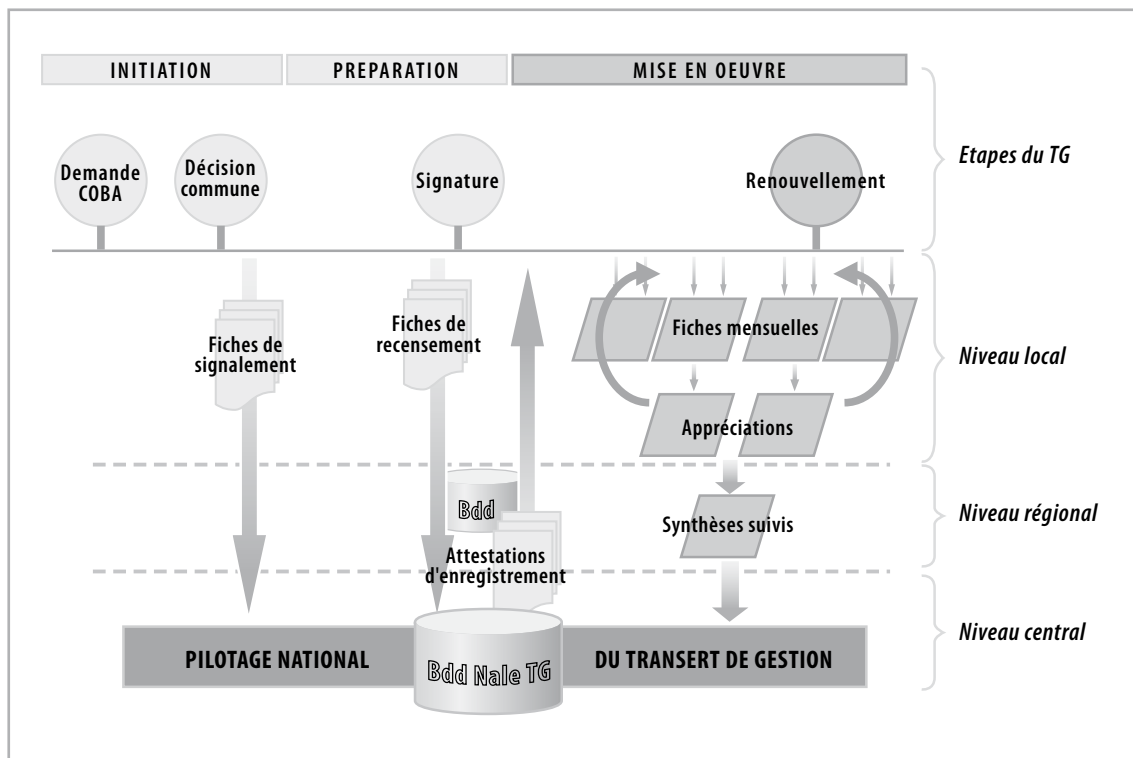 INITIATION
PREPARATION
MISE EN OEUVRE
Demande
COBA
Décision
commune
Signature
Renouvellement
Etapes du TG
Fiches de
signalement
Fiches de
recensement
Fiches mensuelles
Appréciations
Niveau local
Bdd
Attestations
d'enregistrement
Synthèses suivis
Niveau régional
PILOTAGE NATIONAL
Bdd Nale TG
DU TRANSERT DE GESTION
Niveau central